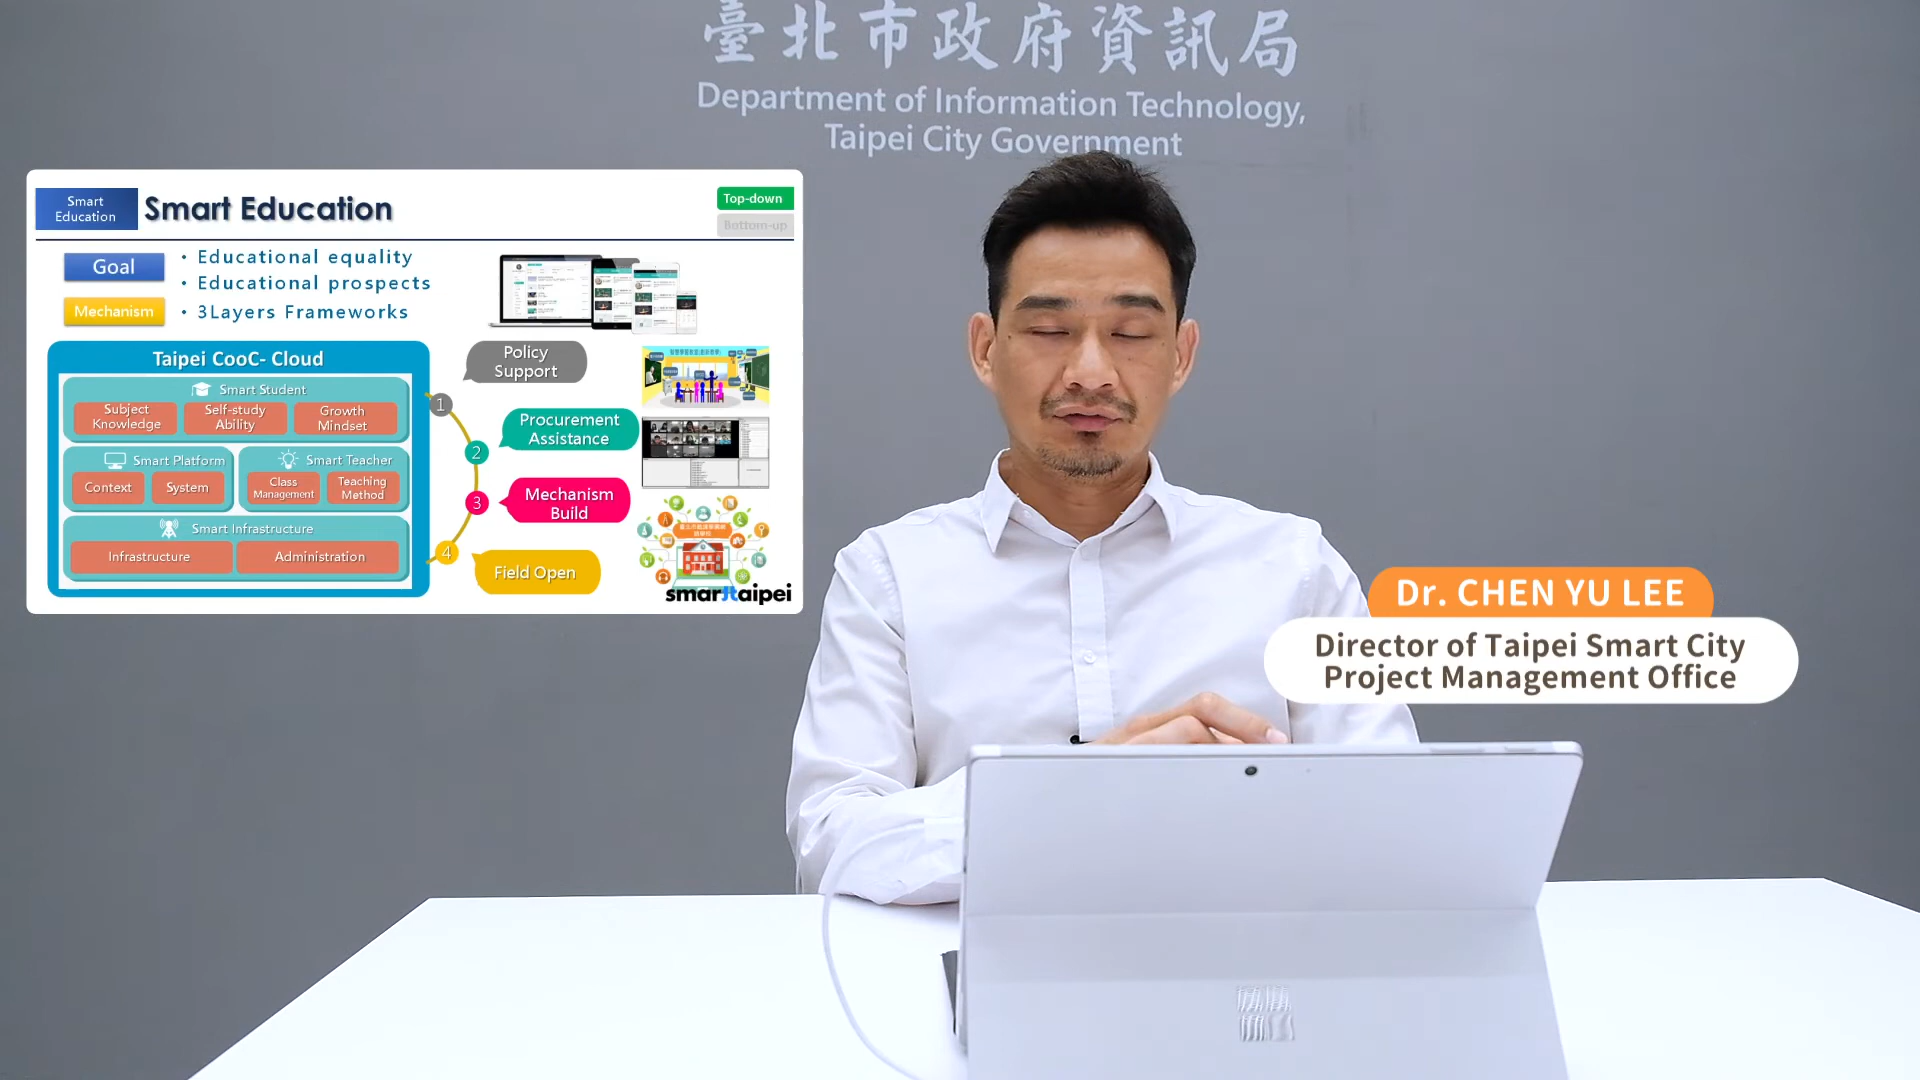 臺北市政府資訊局
Department of Information Technology,
Taipei City Government
Smart
Education
Smart Education
Top-down
Bottom-up
Goal
• Educational equality
• Educational prospects
Mechanism
• 3Layers Frameworks
Taipei CooC- Cloud
Smart Student
Subject
Knowledge
Self-study
Ability
Growth
Mindset
Smart Platform
Context
System
Smart Teacher
Class
Management
Teaching
Method
Smart Infrastructure
Infrastructure
Administration
1
Policy
Support
2
Procurement
Assistance
3
Mechanism
Build
4
Field Open
smarttaipei
Dr. CHEN YU LEE
Director of Taipei Smart City
Project Management Office